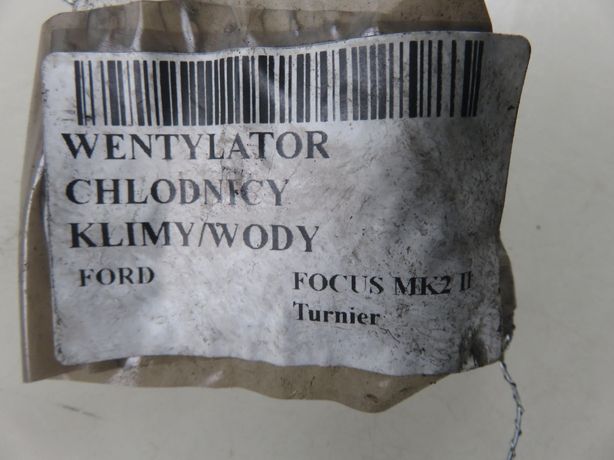 WENTYLATOR
CHLODNICY
KLIMY/WODY
FORD FOCUS MK2 II
Turnier